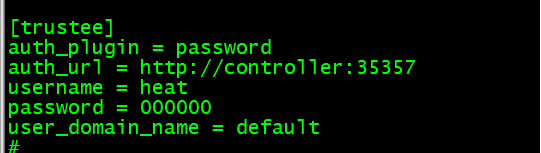 [trustee]
auth_plugin = password
auth_url = http://controller:35357
username = heat
password = 000000
user_domain_name = default
#